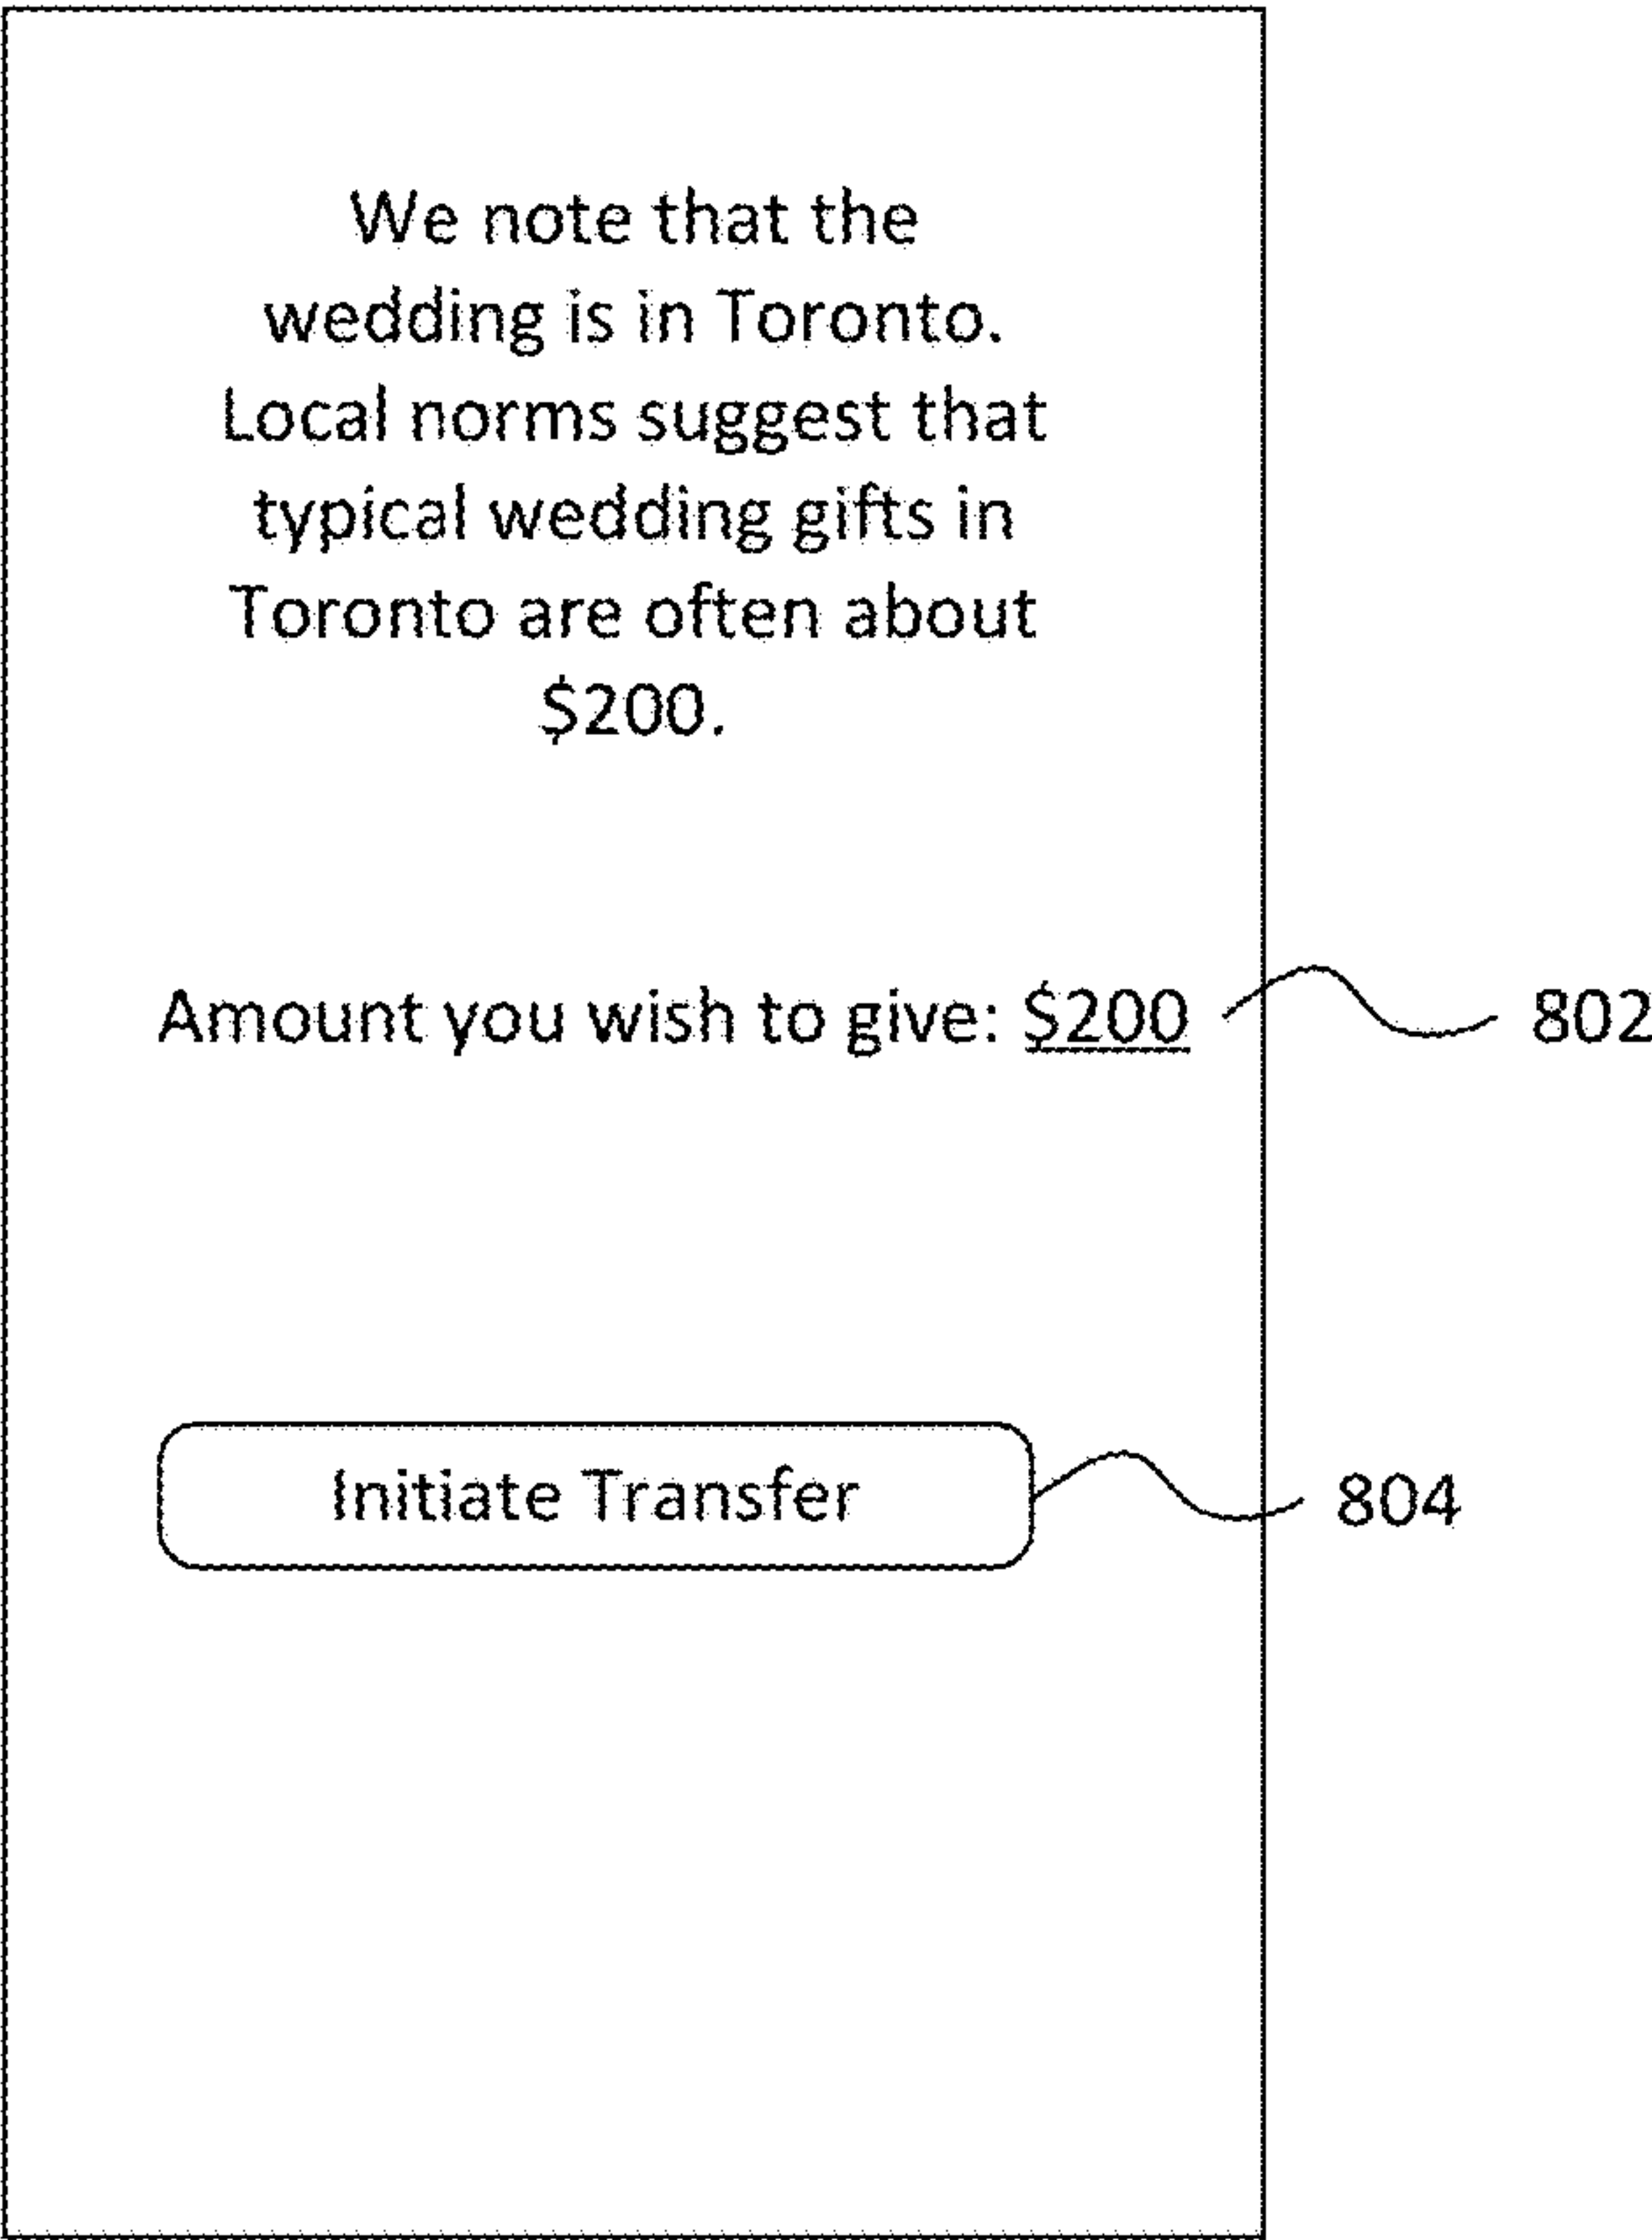 We note that the
wedding is in Toronto.
Local norms suggest that
typical wedding gifts in
Toronto are often about
$200.
Amount you wish to give: $200
802
Initiate Transfer
804